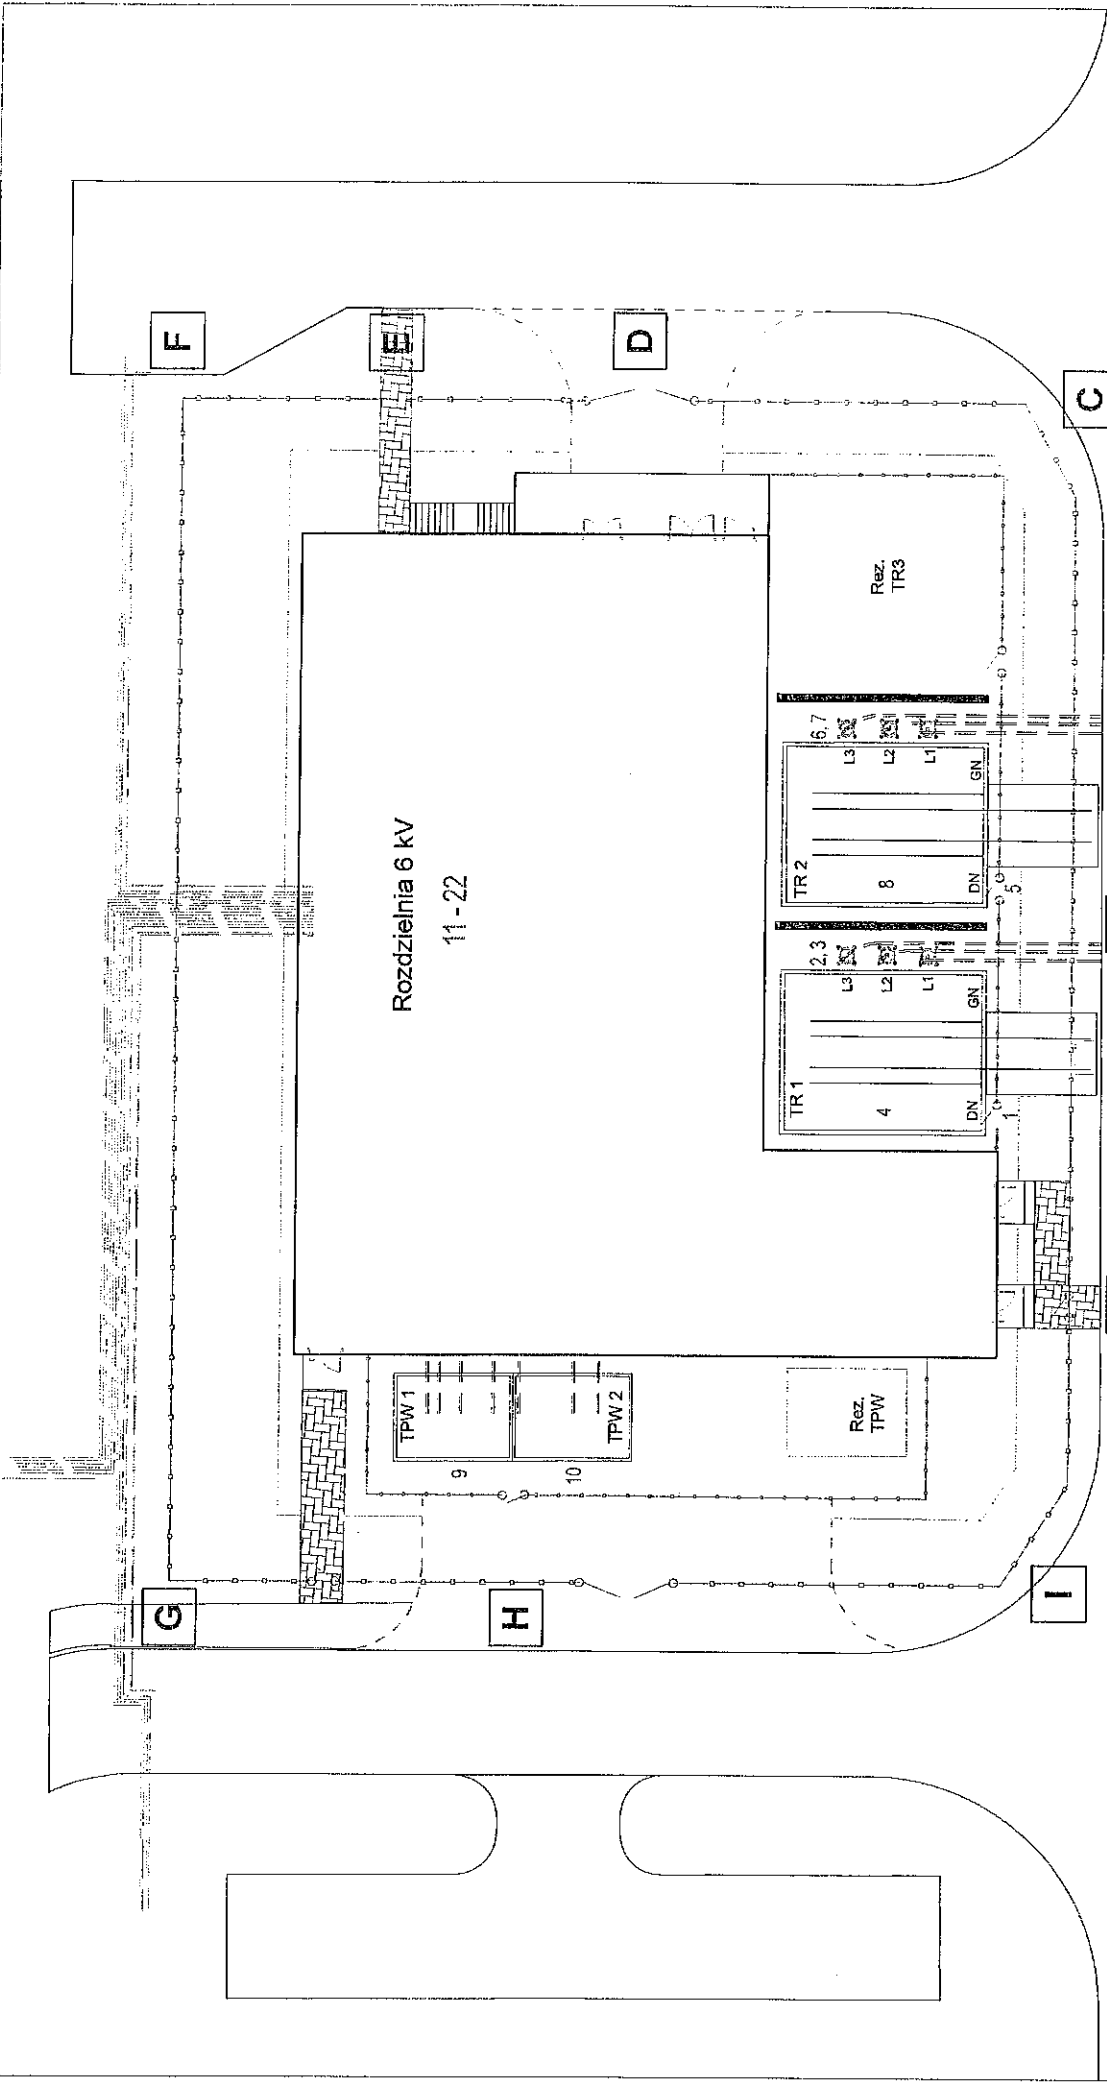 G
F
H
E
D
I
C
Rozdzielnia 6 kV
11 - 22
TPW 1
TPW 2
9
10
Rez.
TPW
TR 1
4
DN
GN
1
2,3
L3
L2
L1
TR 2
8
DN
GN
5
6,7
L3
L2
L1
Rez.
TR3